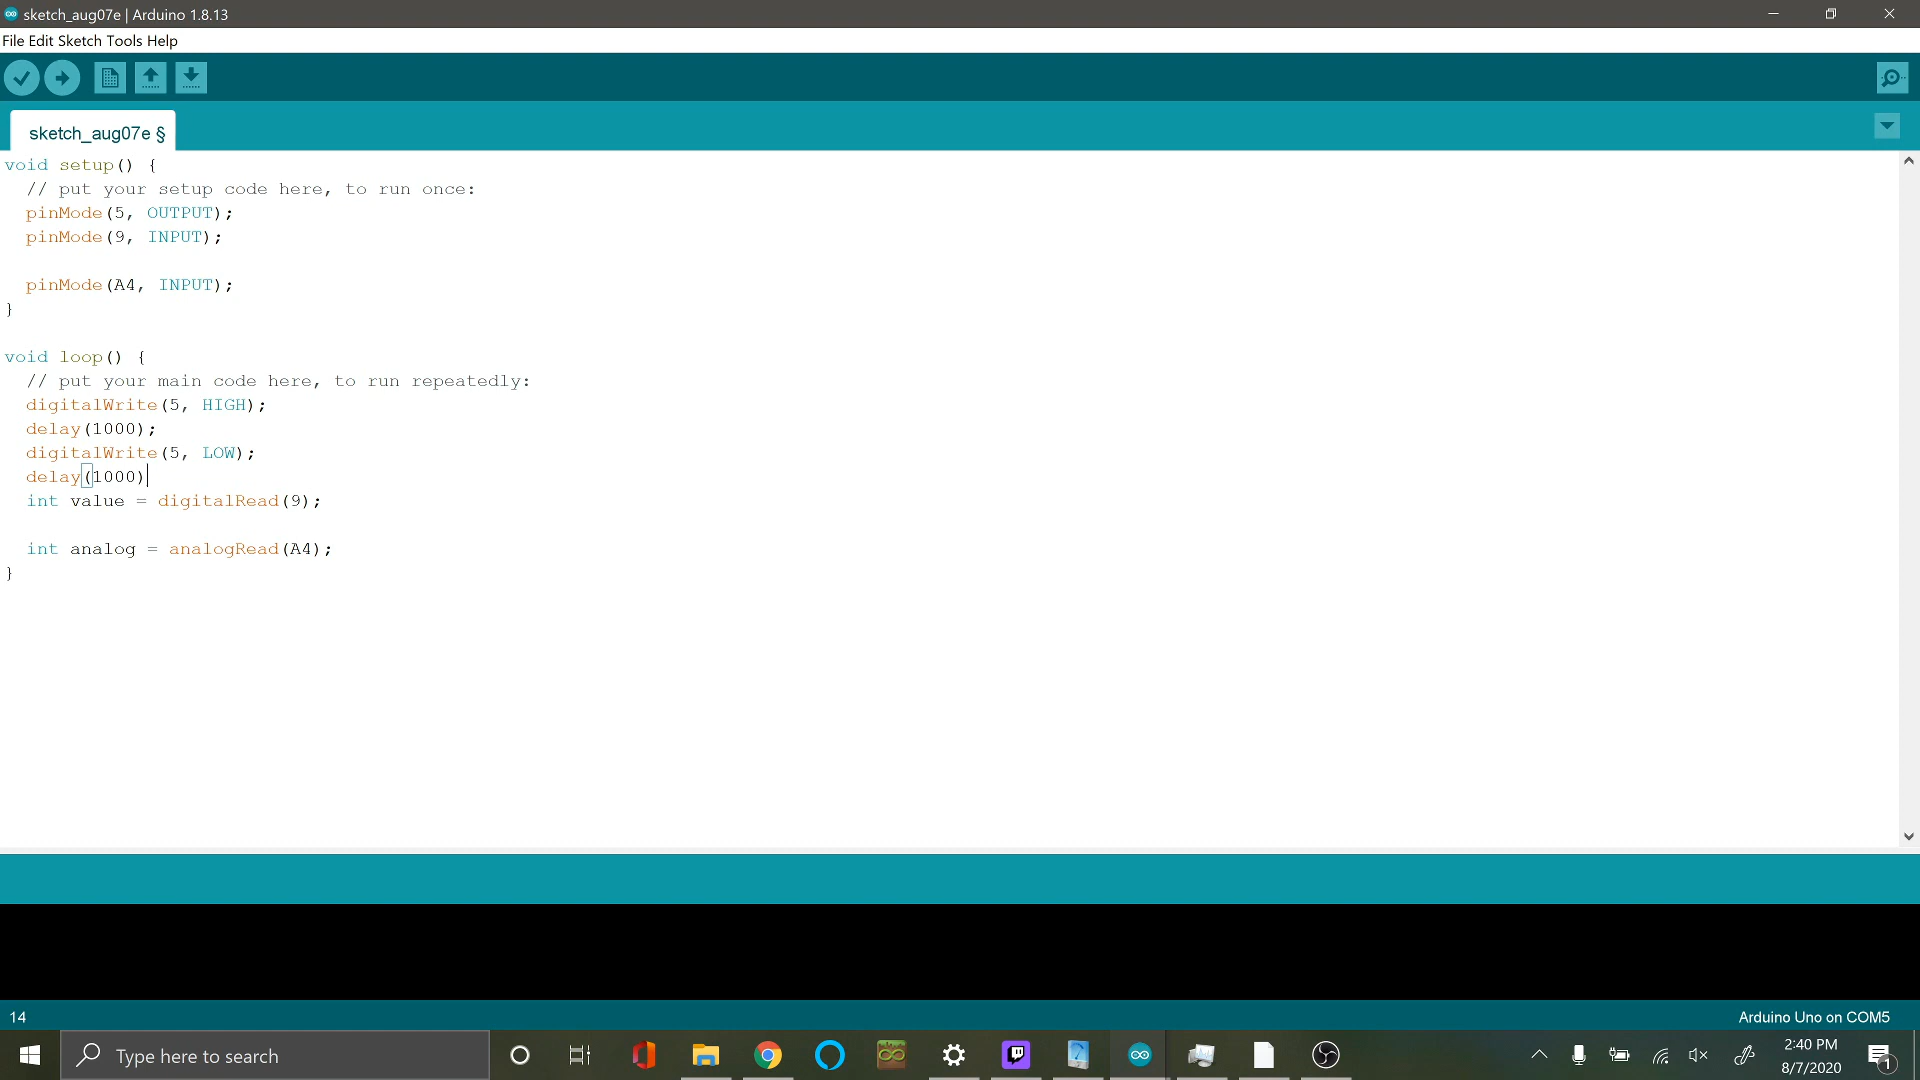 sketch_aug07e | Arduino 1.8.13
File Edit Sketch Tools Help
sketch_aug07e §
void setup() {
  // put your setup code here, to run once:
  pinMode(5, OUTPUT);
  pinMode(9, INPUT);
  pinMode(A4, INPUT);
}
void loop() {
  // put your main code here, to run repeatedly:
  digitalWrite(5, HIGH);
  delay(1000);
  digitalWrite(5, LOW);
  delay(1000)
  int value = digitalRead(9);
  int analog = analogRead(A4);
}
14
Arduino Uno on COM5
Type here to search
2:40 PM
8/7/2020
1